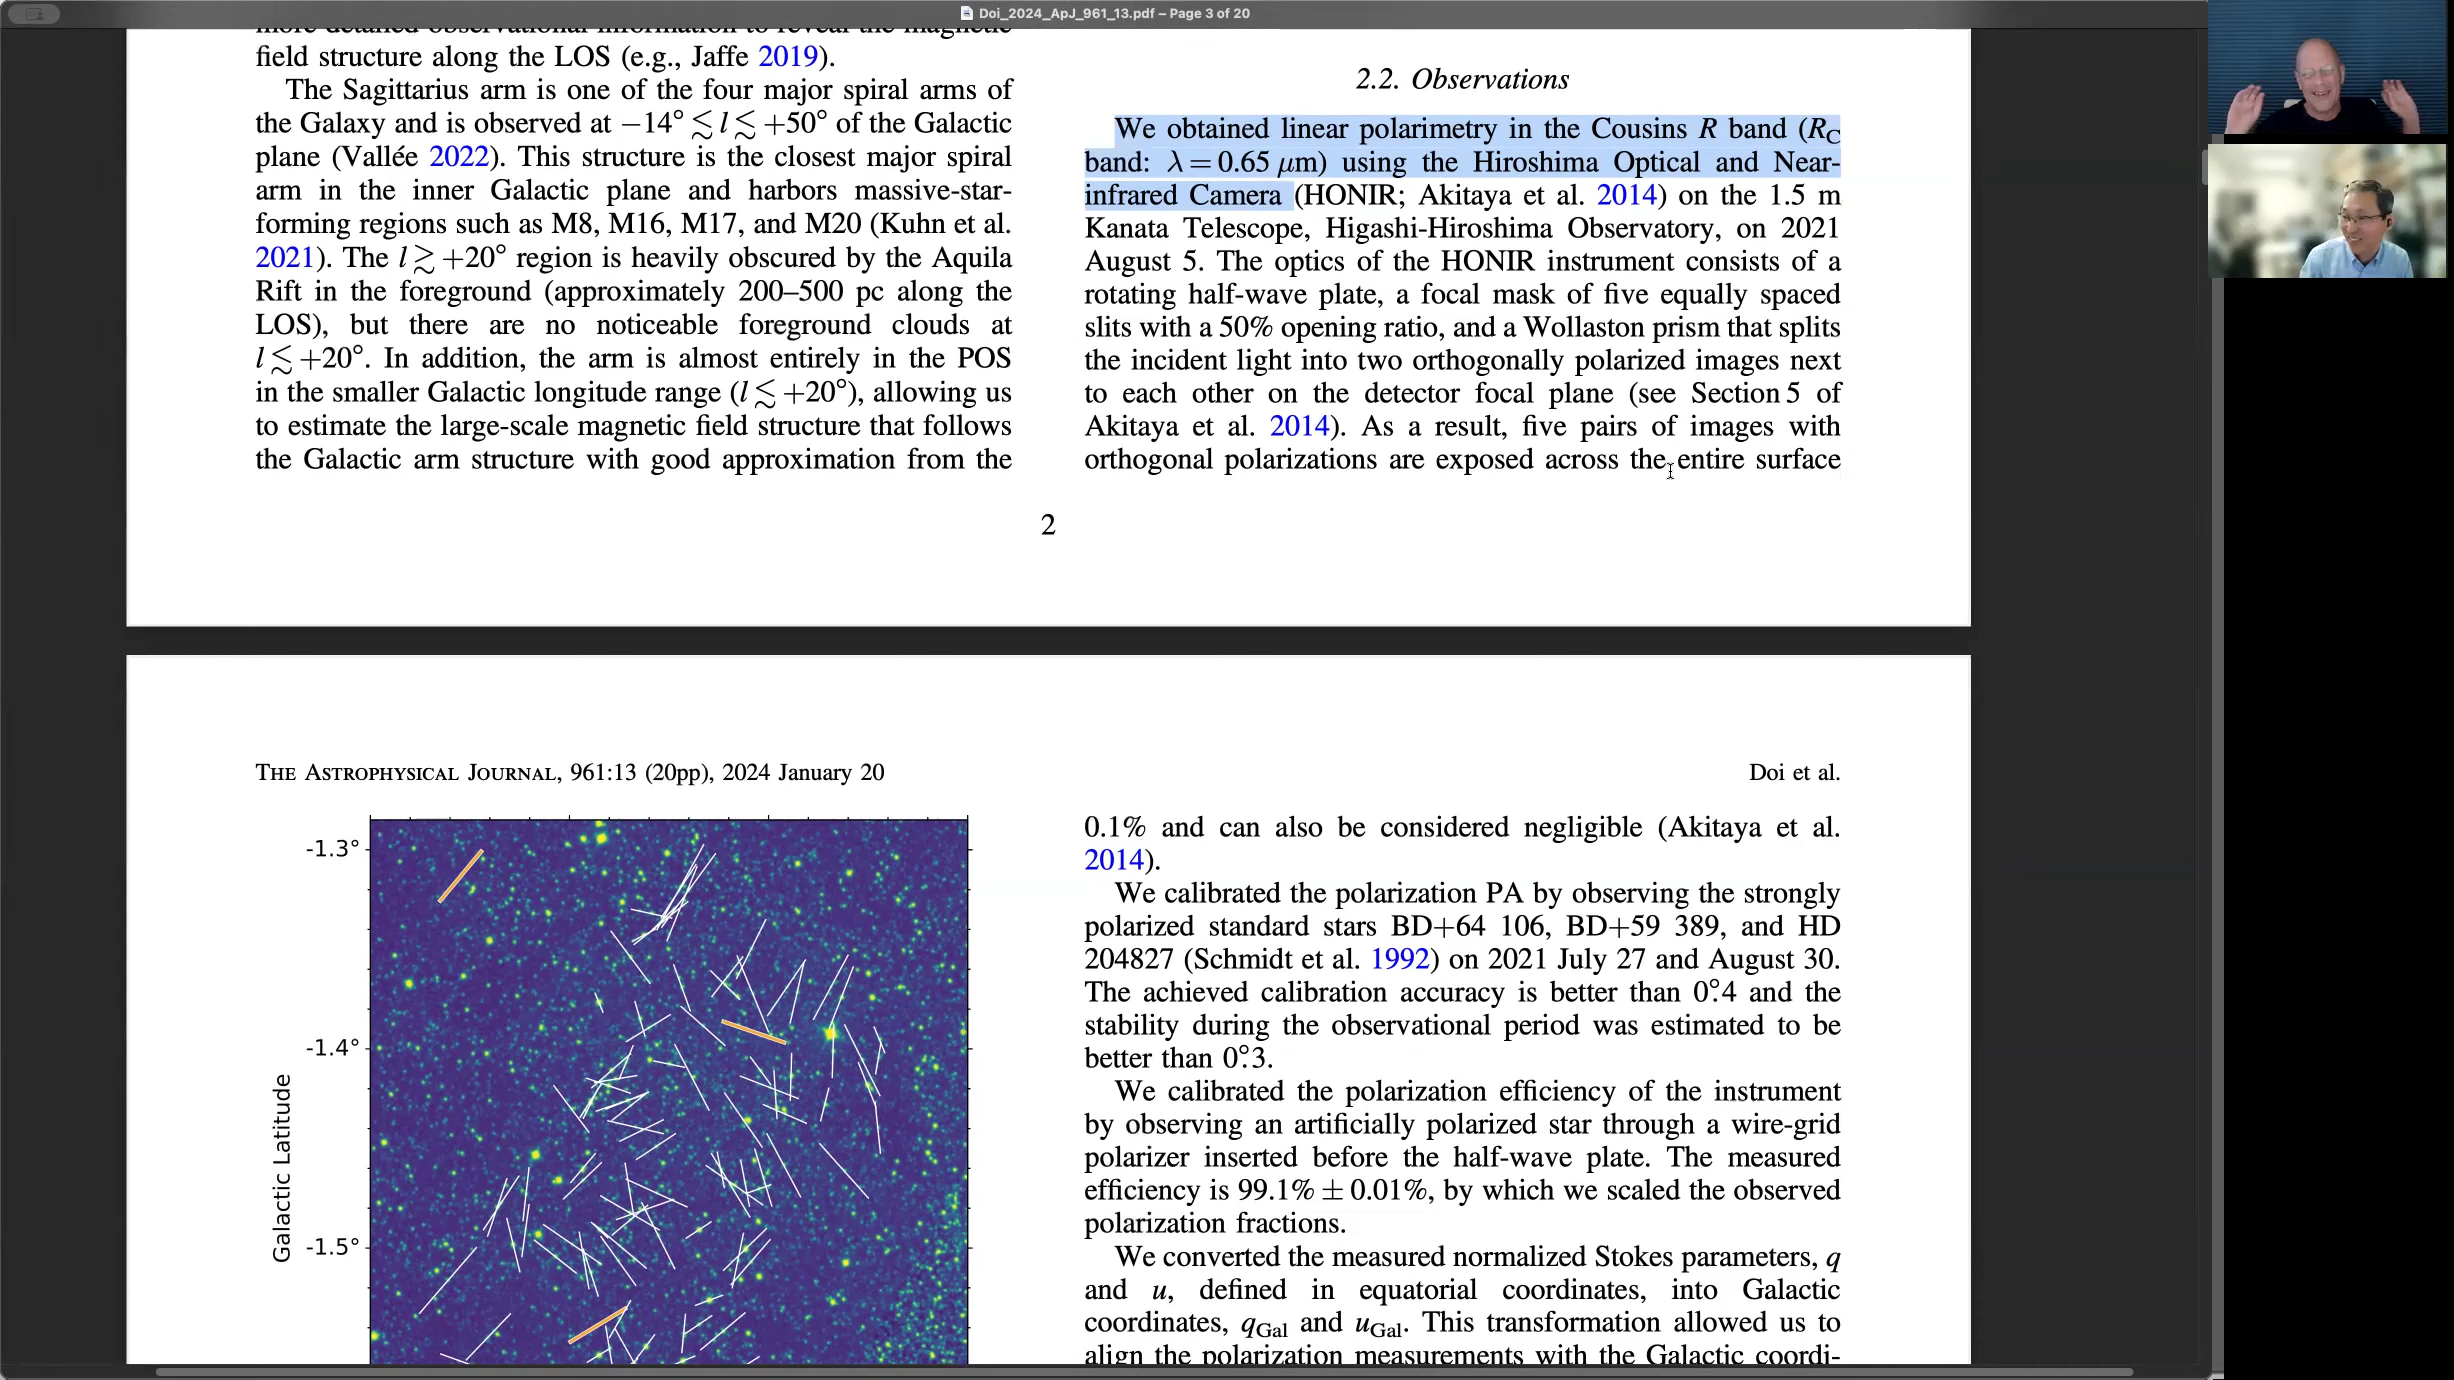 Doi_2024_ApJ_961_13.pdf – Page 3 of 20
more detailed observational information to reveal the magnetic
field structure along the LOS (e.g., Jaffe 2019).
The Sagittarius arm is one of the four major spiral arms of
the Galaxy and is observed at −14° ≲ l ≲ +50° of the Galactic
plane (Vallée 2022). This structure is the closest major spiral
arm in the inner Galactic plane and harbors massive-star-
forming regions such as M8, M16, M17, and M20 (Kuhn et al.
2021). The l ≳ +20° region is heavily obscured by the Aquila
Rift in the foreground (approximately 200–500 pc along the
LOS), but there are no noticeable foreground clouds at
l ≲ +20°. In addition, the arm is almost entirely in the POS
in the smaller Galactic longitude range (l ≲ +20°), allowing us
to estimate the large-scale magnetic field structure that follows
the Galactic arm structure with good approximation from the
2.2. Observations
We obtained linear polarimetry in the Cousins R band (RC
band: λ = 0.65 μm) using the Hiroshima Optical and Near-
infrared Camera (HONIR; Akitaya et al. 2014) on the 1.5 m
Kanata Telescope, Higashi-Hiroshima Observatory, on 2021
August 5. The optics of the HONIR instrument consists of a
rotating half-wave plate, a focal mask of five equally spaced
slits with a 50% opening ratio, and a Wollaston prism that splits
the incident light into two orthogonally polarized images next
to each other on the detector focal plane (see Section 5 of
Akitaya et al. 2014). As a result, five pairs of images with
orthogonal polarizations are exposed across the entire surface
2
THE ASTROPHYSICAL JOURNAL, 961:13 (20pp), 2024 January 20
Doi et al.
-1.3°
-1.4°
-1.5°
Galactic Latitude
0.1% and can also be considered negligible (Akitaya et al.
2014).
We calibrated the polarization PA by observing the strongly
polarized standard stars BD+64 106, BD+59 389, and HD
204827 (Schmidt et al. 1992) on 2021 July 27 and August 30.
The achieved calibration accuracy is better than 0°.4 and the
stability during the observational period was estimated to be
better than 0°.3.
We calibrated the polarization efficiency of the instrument
by observing an artificially polarized star through a wire-grid
polarizer inserted before the half-wave plate. The measured
efficiency is 99.1% ± 0.01%, by which we scaled the observed
polarization fractions.
We converted the measured normalized Stokes parameters, q
and u, defined in equatorial coordinates, into Galactic
coordinates, qGal and uGal. This transformation allowed us to
align the polarization measurements with the Galactic coordi-